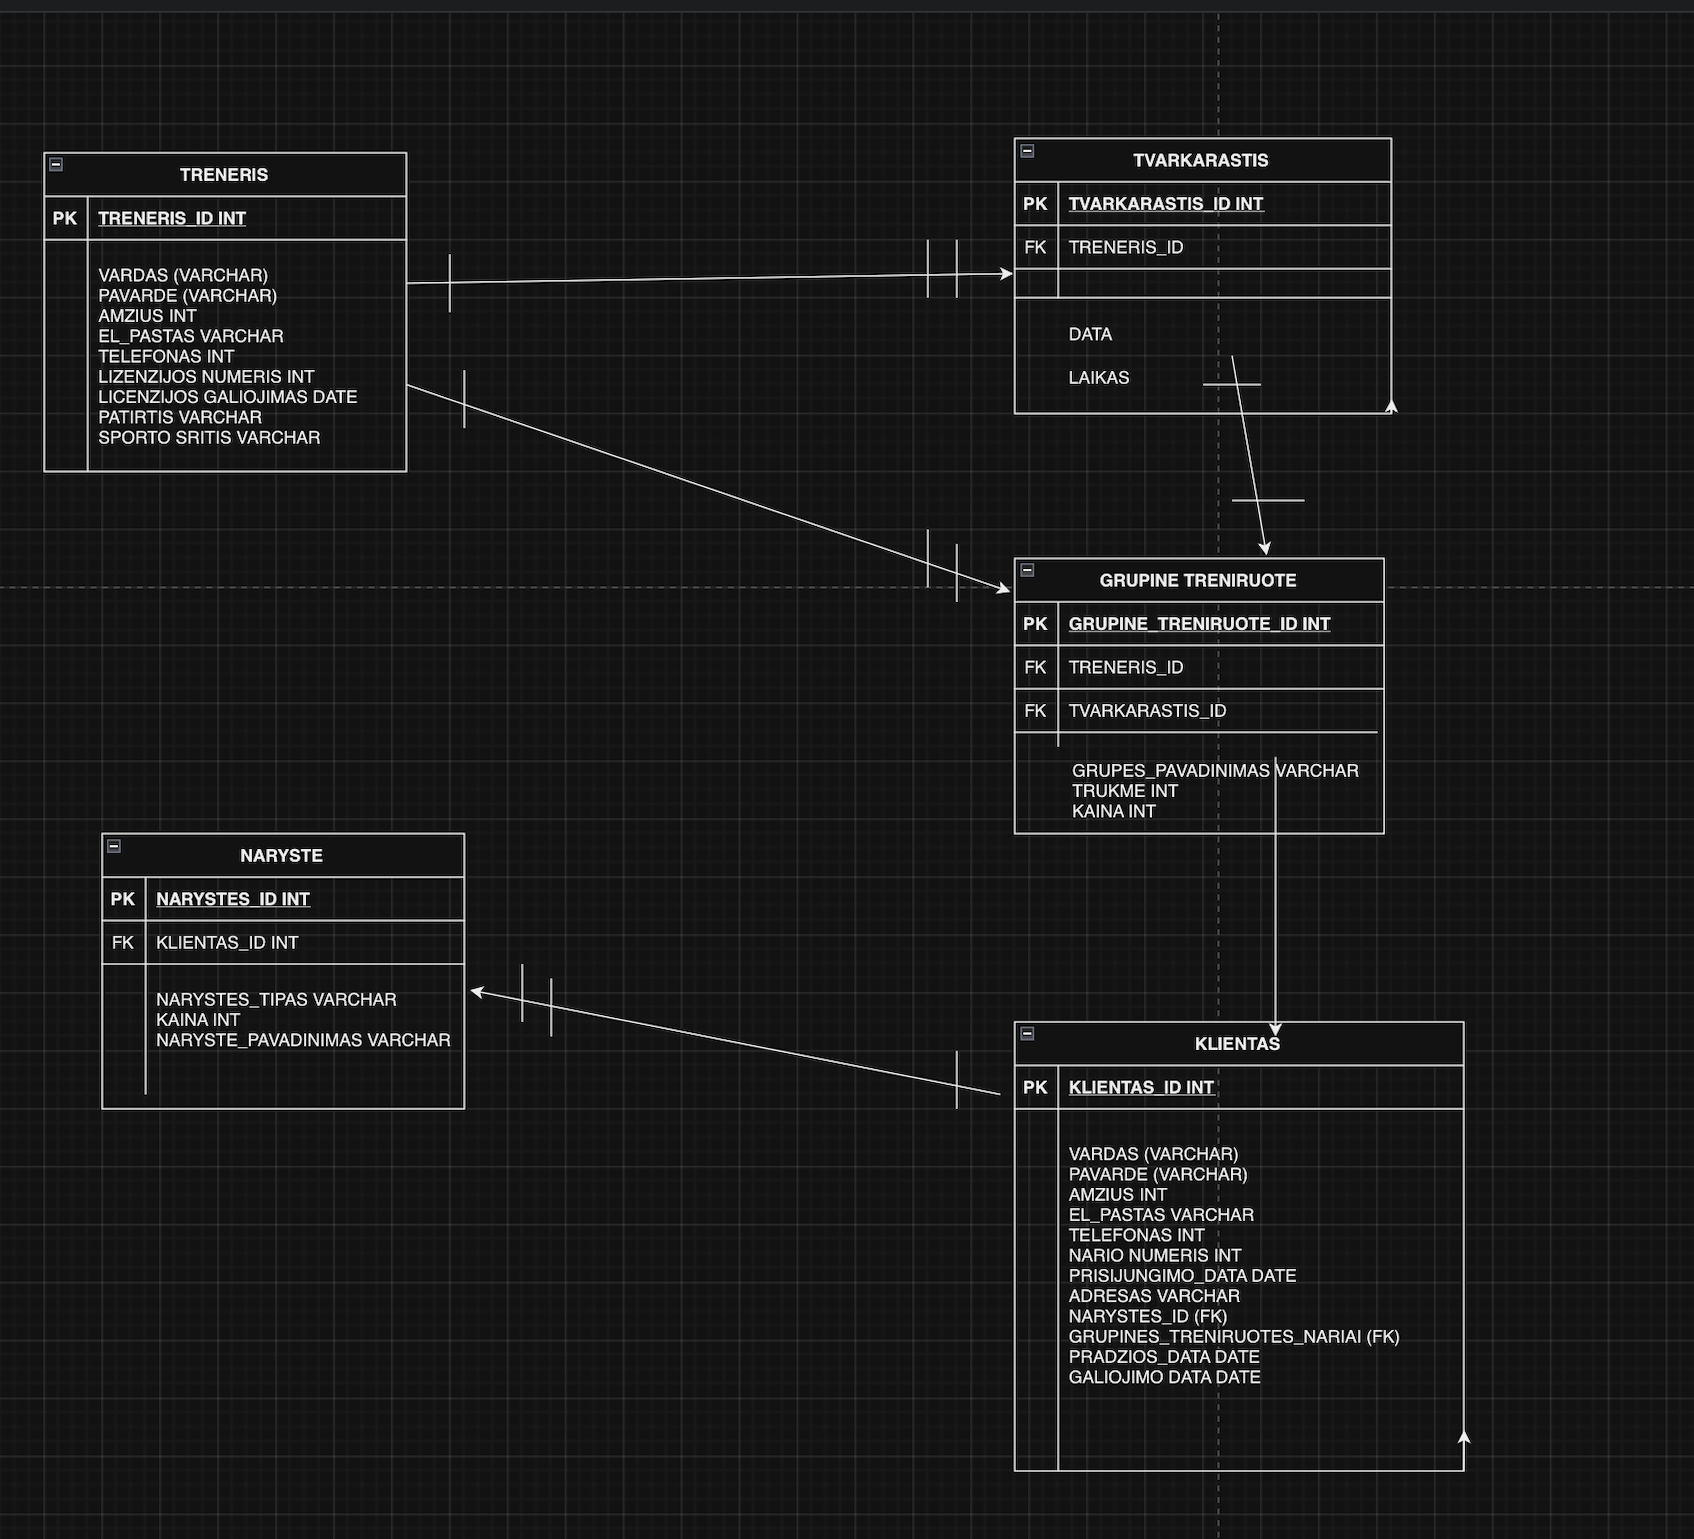 TRENERIS
PK TRENERIS_ID INT
VARDAS (VARCHAR)
PAVARDE (VARCHAR)
AMZIUS INT
EL_PASTAS VARCHAR
TELEFONAS INT
LIZENZIJOS NUMERIS INT
LICENZIJOS GALIOJIMAS DATE
PATIRTIS VARCHAR
SPORTO SRITIS VARCHAR
TVARKARASTIS
PK TVARKARASTIS_ID INT
FK TRENERIS_ID
DATA
LAIKAS
GRUPINE TRENIRUOTE
PK GRUPINE_TRENIRUOTE_ID INT
FK TRENERIS_ID
FK TVARKARASTIS_ID
GRUPES_PAVADINIMAS VARCHAR
TRUKME INT
KAINA INT
NARYSTE
PK NARYSTES_ID INT
FK KLIENTAS_ID INT
NARYSTES_TIPAS VARCHAR
KAINA INT
NARYSTE_PAVADINIMAS VARCHAR
KLIENTAS
PK KLIENTAS_ID INT
VARDAS (VARCHAR)
PAVARDE (VARCHAR)
AMZIUS INT
EL_PASTAS VARCHAR
TELEFONAS INT
NARIO NUMERIS INT
PRISIJUNGIMO_DATA DATE
ADRESAS VARCHAR
NARYSTES_ID (FK)
GRUPINES_TRENIRUOTES_NARIAI (FK)
PRADZIOS_DATA DATE
GALIOJIMO DATA DATE